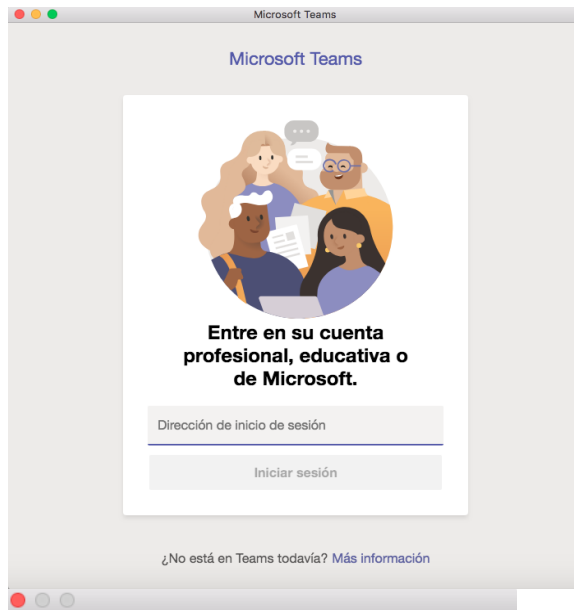 Microsoft Teams
Microsoft Teams
Entre en su cuenta
profesional, educativa o
de Microsoft.
Dirección de inicio de sesión
Iniciar sesión
¿No está en Teams todavía? Más información